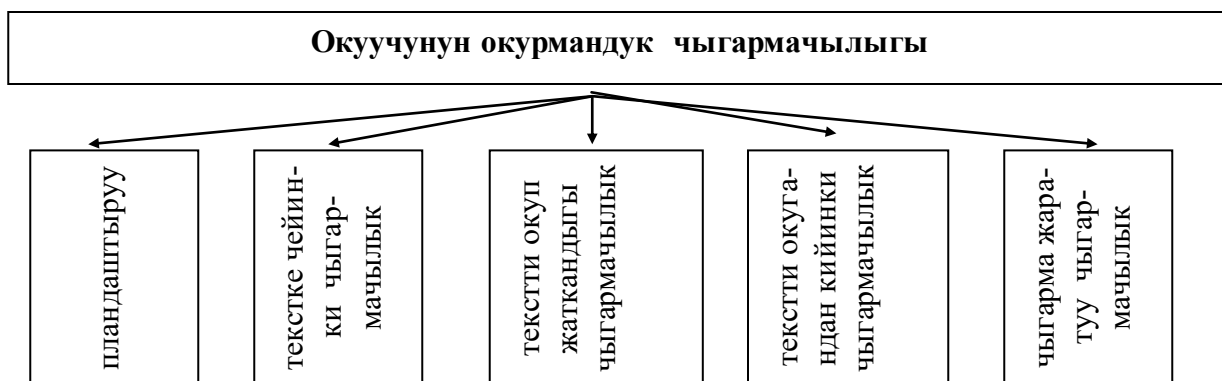 Окуучунун окурмандук чыгармачылыгы
пландаштыруу
текстке чейин-
ки чыгар-
мачылык
текстти окуп
жаткандыгы
чыгармачылык
текстти окуга-
ндан кийинки
чыгармачылык
чыгарма жара-
туу чыгар-
мачылык